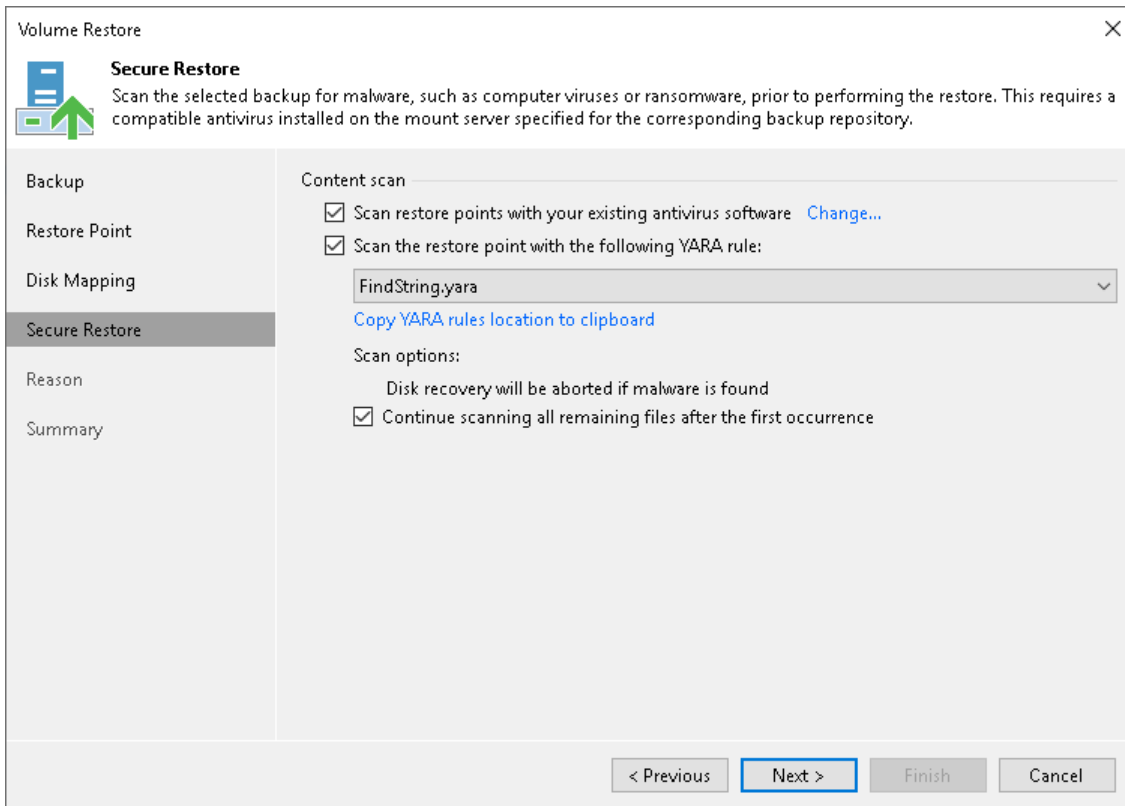 Volume Restore
Secure Restore
Scan the selected backup for malware, such as computer viruses or ransomware, prior to performing the restore. This requires a
compatible antivirus installed on the mount server specified for the corresponding backup repository.
Backup
Restore Point
Disk Mapping
Secure Restore
Reason
Summary
Content scan
Scan restore points with your existing antivirus software Change...
Scan the restore point with the following YARA rule:
FindString.yara
Copy YARA rules location to clipboard
Scan options:
Disk recovery will be aborted if malware is found
Continue scanning all remaining files after the first occurrence
< Previous Next > Finish Cancel